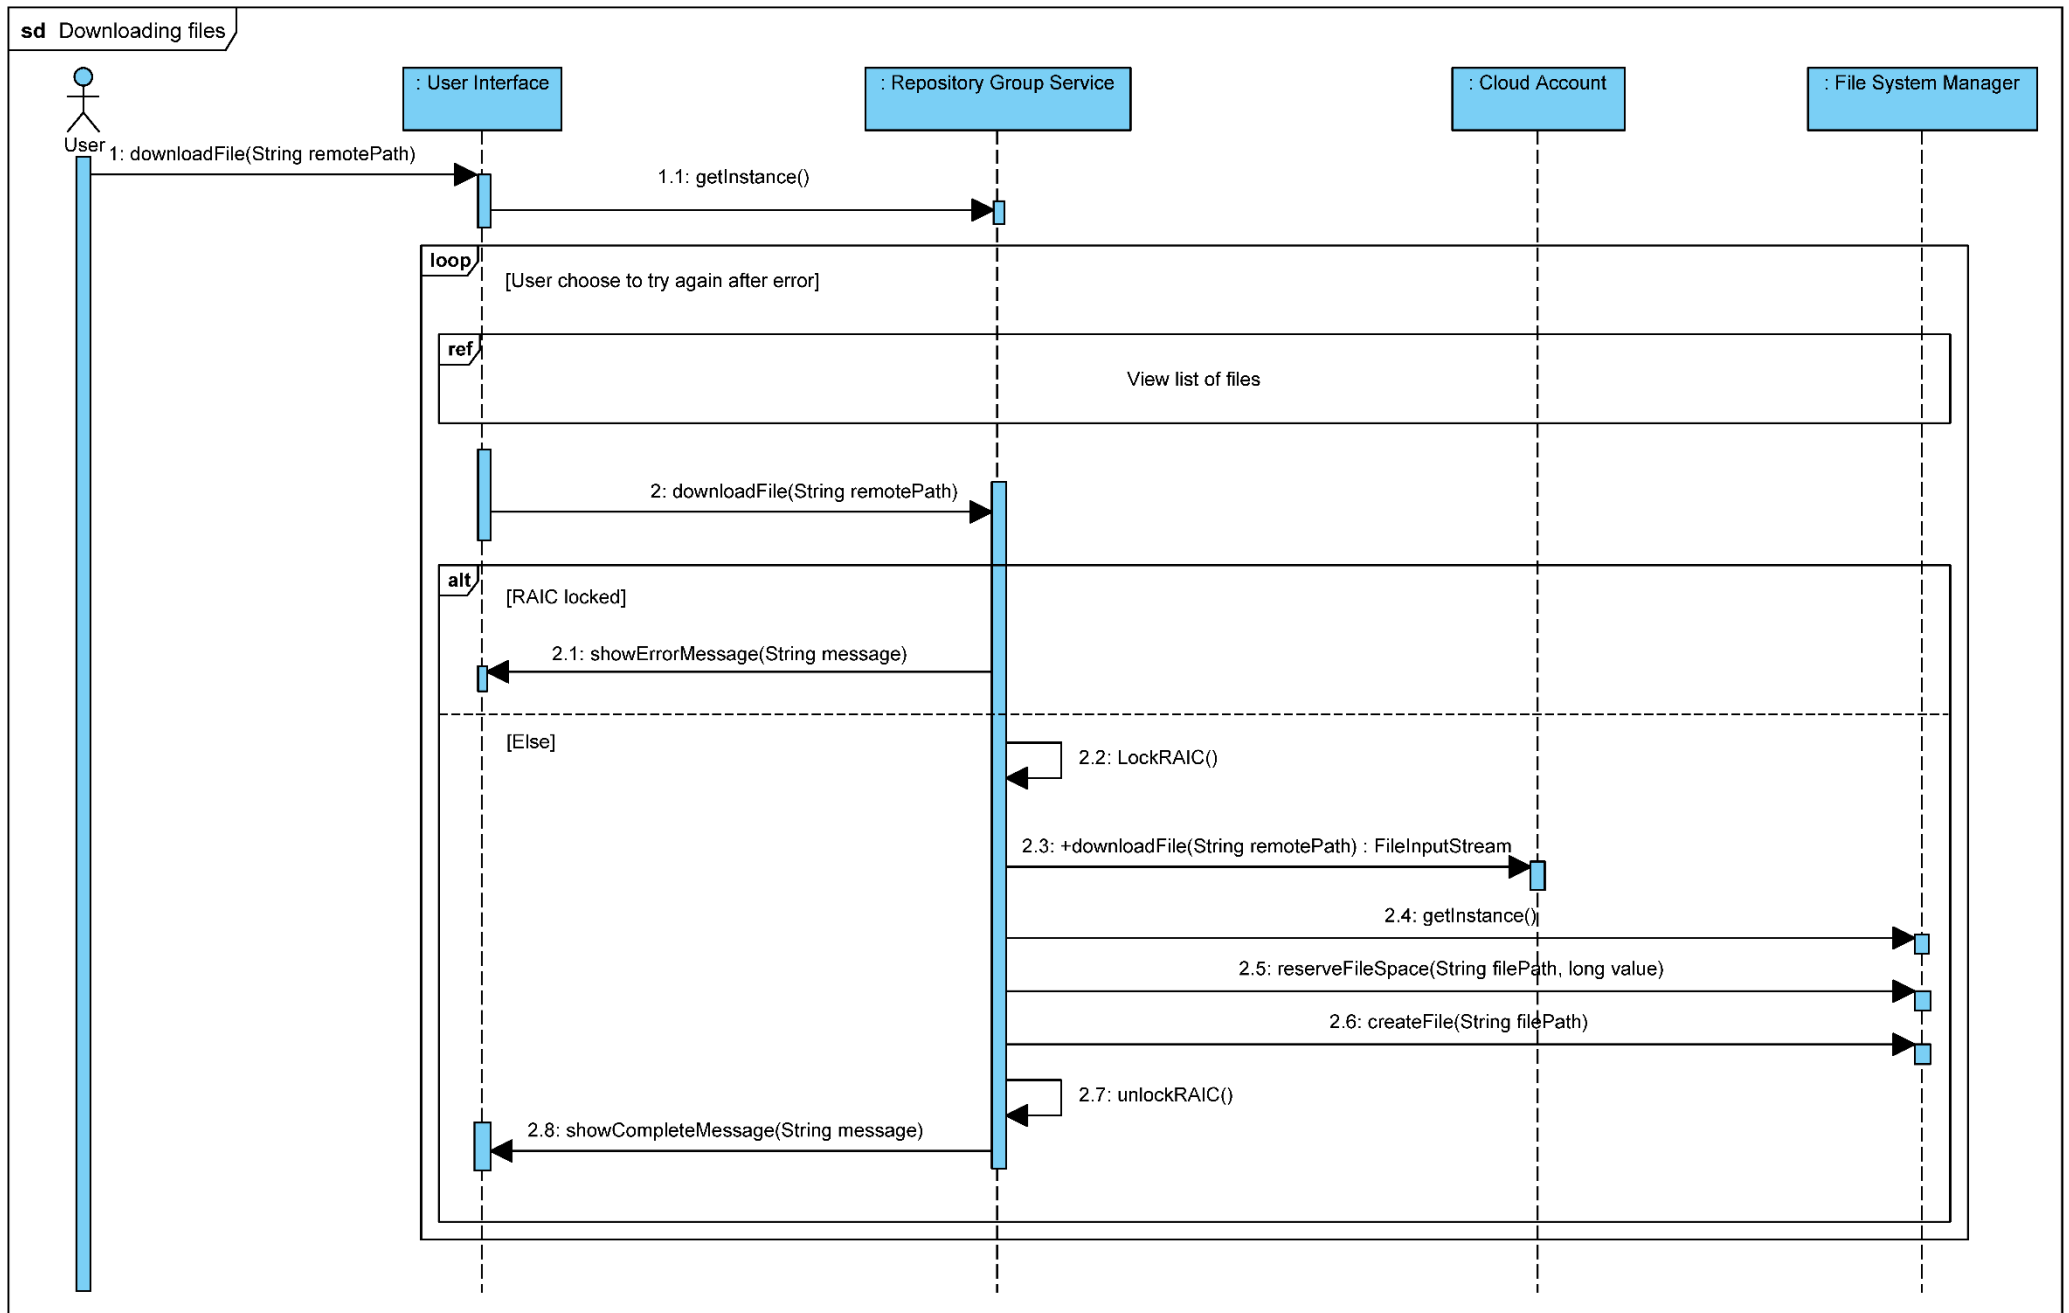 sd Downloading files
User
: User Interface
: Repository Group Service
: Cloud Account
: File System Manager
1: downloadFile(String remotePath)
1.1: getInstance()
loop
[User choose to try again after error]
ref
View list of files
2: downloadFile(String remotePath)
alt
[RAIC locked]
2.1: showErrorMessage(String message)
[Else]
2.2: LockRAIC()
2.3: +downloadFile(String remotePath) : FileInputStream
2.4: getInstance()
2.5: reserveFileSpace(String filePath, long value)
2.6: createFile(String filePath)
2.7: unlockRAIC()
2.8: showCompleteMessage(String message)